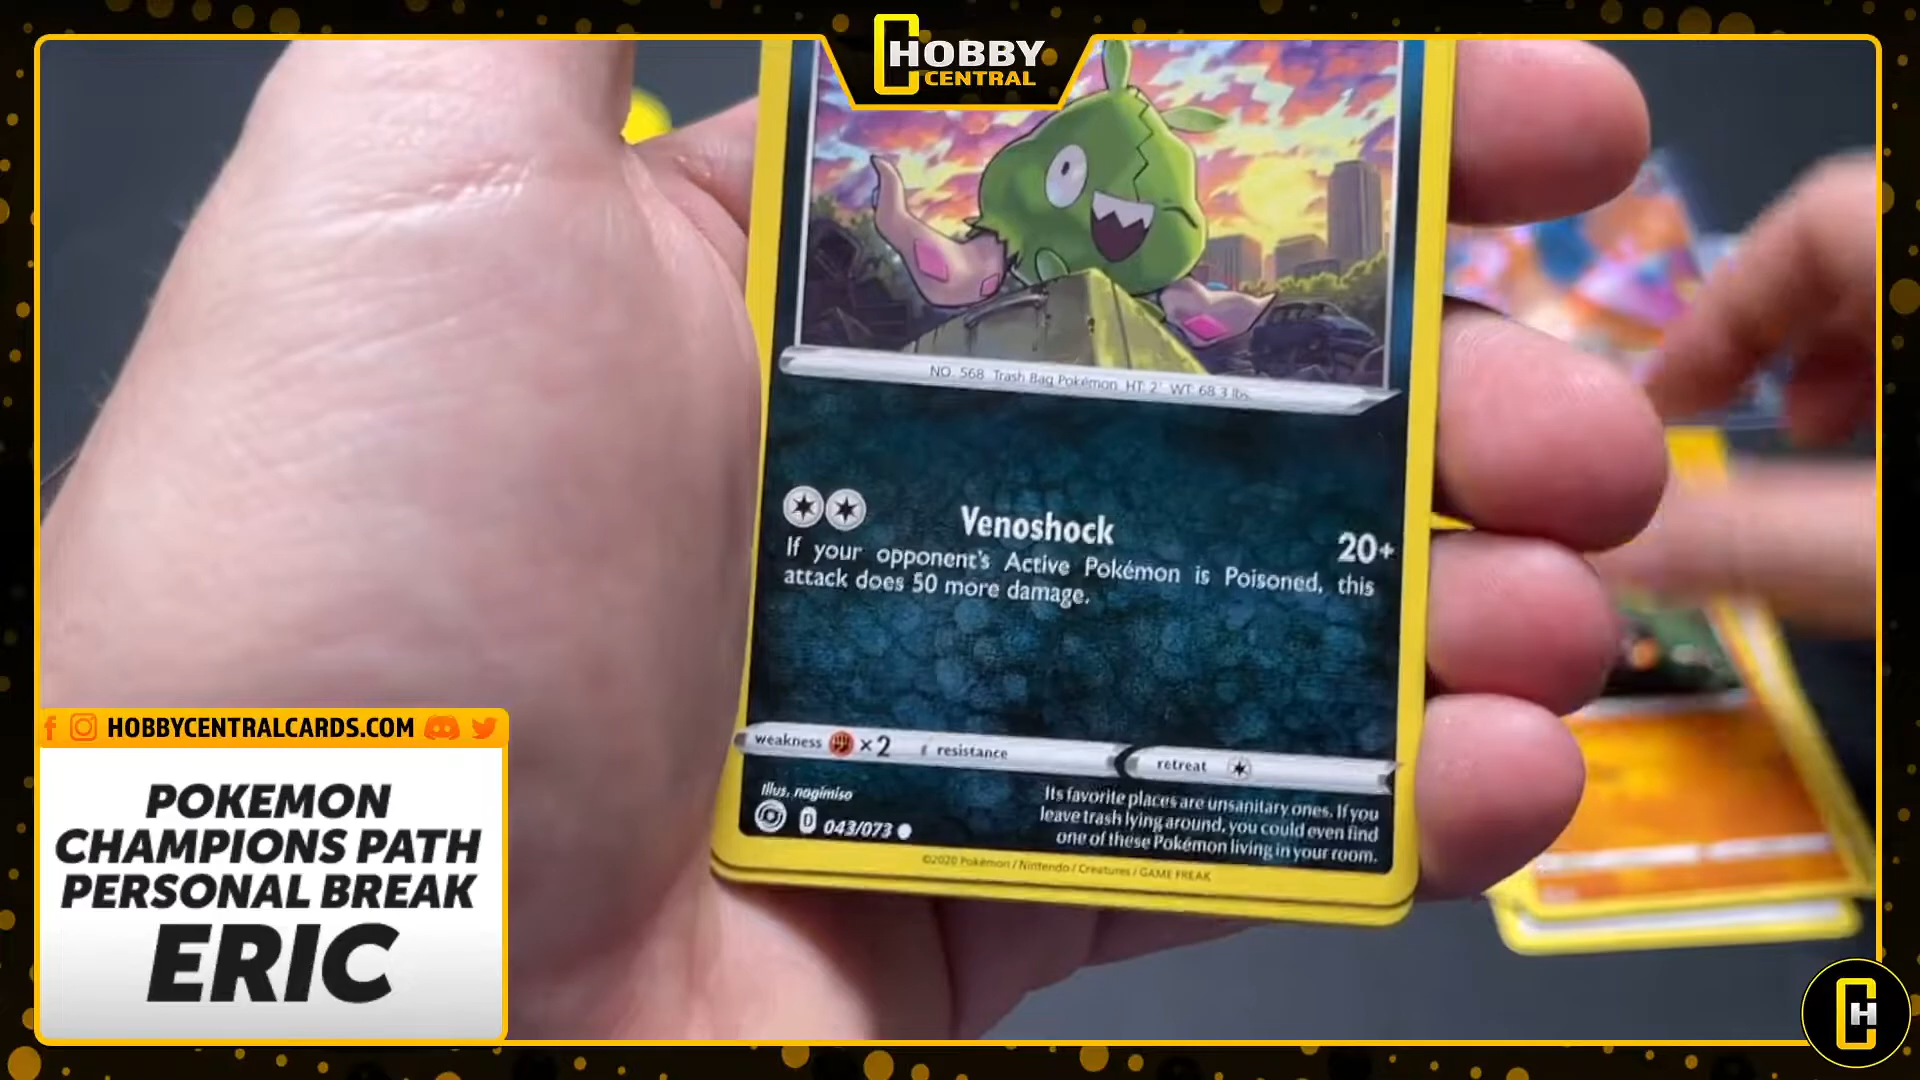 HOBBY
CENTRAL
NO. 568 Trash Bag Pokémon HT: 2' WT: 68.3 lbs.
Venoshock
20+
If your opponent's Active Pokémon is Poisoned, this
attack does 50 more damage.
weakness ×2 resistance
retreat
Illus. nagimiso
D 043/073
Its favorite places are unsanitary ones. If you
leave trash lying around, you could even find
one of these Pokémon living in your room.
©2020 Pokémon / Nintendo / Creatures / GAME FREAK
HOBBYCENTRALCARDS.COM
POKEMON
CHAMPIONS PATH
PERSONAL BREAK
ERIC
CH